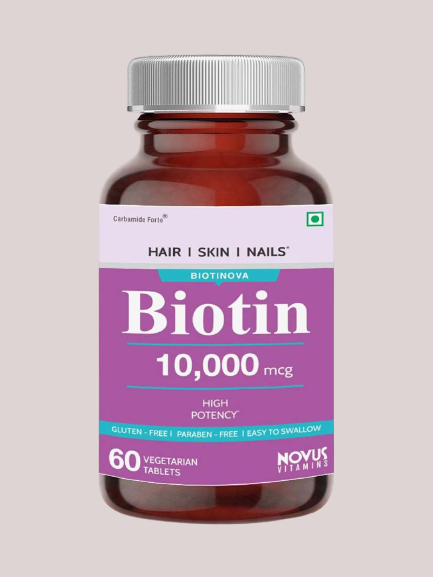 Carbamide Forte®
HAIR | SKIN | NAILS*
BIOTINOVA
Biotin
10,000 mcg
HIGH
POTENCY*
GLUTEN - FREE | PARABEN - FREE | EASY TO SWALLOW
60 VEGETARIAN
TABLETS
NOVUS
VITAMINS